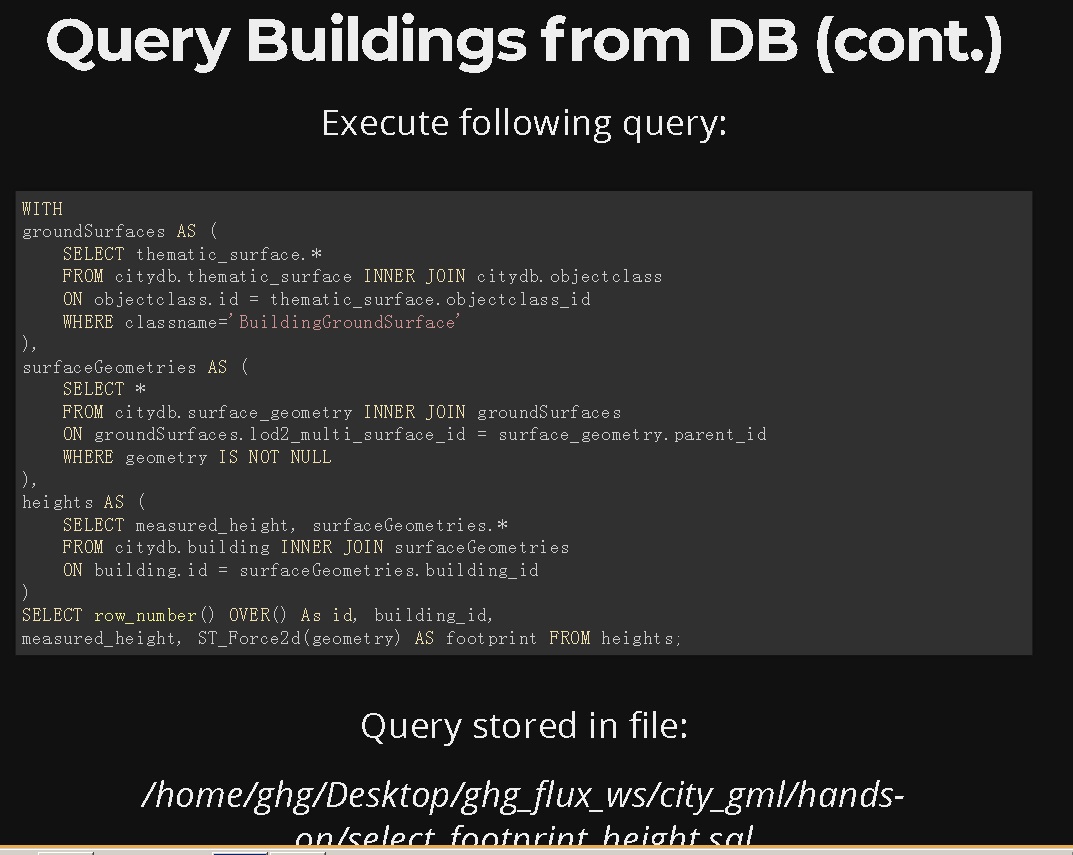 Query Buildings from DB (cont.)
Execute following query:
WITH
groundSurfaces AS (
    SELECT thematic_surface.*
    FROM citydb.thematic_surface INNER JOIN citydb.objectclass
    ON objectclass.id = thematic_surface.objectclass_id
    WHERE classname='BuildingGroundSurface'
),
surfaceGeometries AS (
    SELECT *
    FROM citydb.surface_geometry INNER JOIN groundSurfaces
    ON groundSurfaces.lod2_multi_surface_id = surface_geometry.parent_id
    WHERE geometry IS NOT NULL
),
heights AS (
    SELECT measured_height, surfaceGeometries.*
    FROM citydb.building INNER JOIN surfaceGeometries
    ON building.id = surfaceGeometries.building_id
)
SELECT row_number() OVER() As id, building_id,
measured_height, ST_Force2d(geometry) AS footprint FROM heights;
Query stored in file:
/home/ghg/Desktop/ghg_flux_ws/city_gml/hands-
on/select_footprint_height.sql